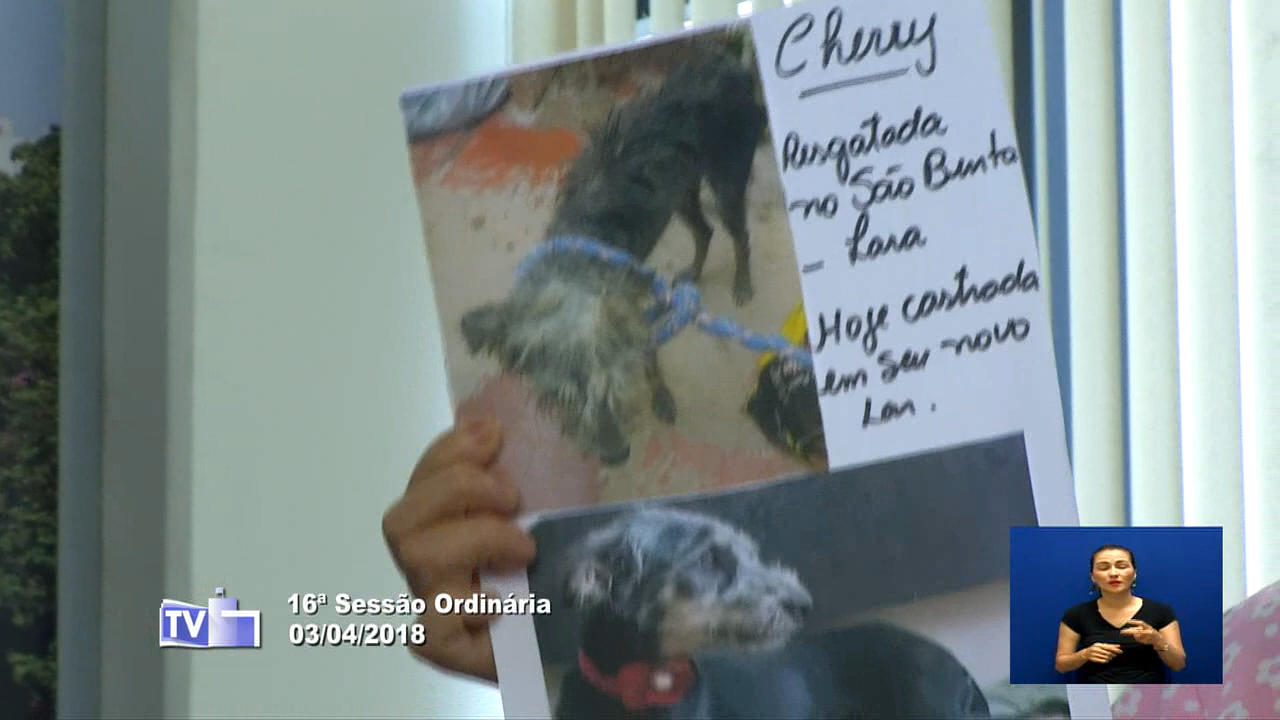 Cherry
Resgatada
no São Bento
- Lara
Hoje castrada
em seu novo
Lar.
TV
16ª Sessão Ordinária
03/04/2018